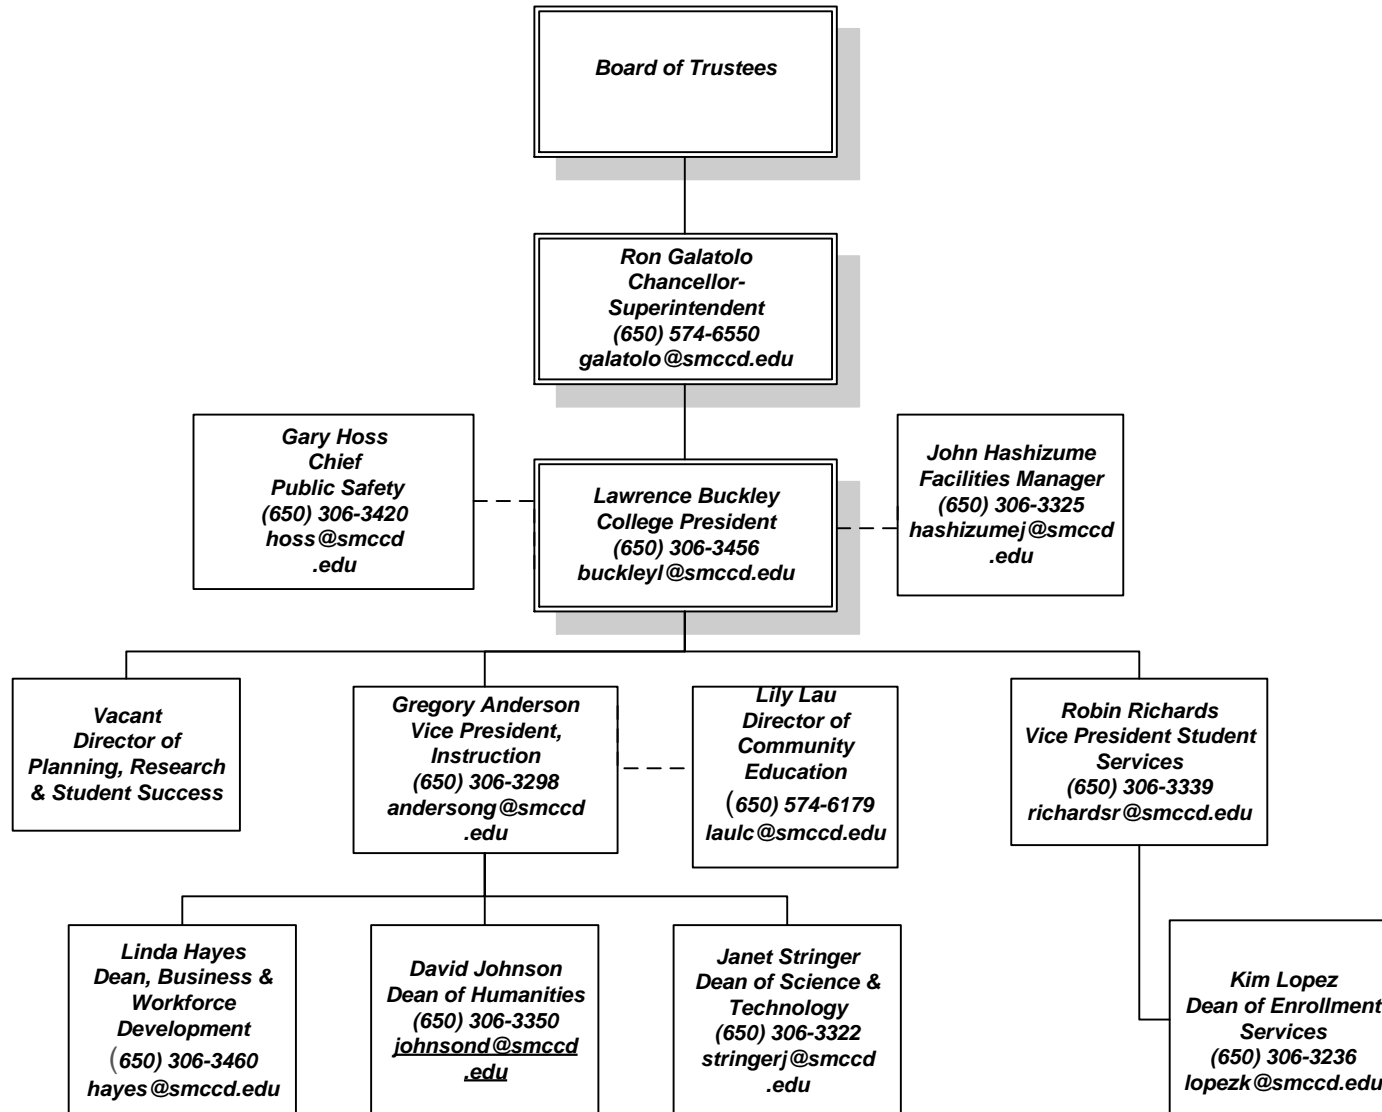 Board of Trustees
Ron Galatolo
Chancellor-
Superintendent
(650) 574-6550
galatolo@smccd.edu
Gary Hoss
Chief
Public Safety
(650) 306-3420
hoss@smccd
.edu
Lawrence Buckley
College President
(650) 306-3456
buckleyl@smccd.edu
John Hashizume
Facilities Manager
(650) 306-3325
hashizumej@smccd
.edu
Vacant
Director of
Planning, Research
& Student Success
Gregory Anderson
Vice President,
Instruction
(650) 306-3298
andersong@smccd
.edu
Lily Lau
Director of
Community
Education
(650) 574-6179
laulc@smccd.edu
Robin Richards
Vice President Student
Services
(650) 306-3339
richardsr@smccd.edu
Linda Hayes
Dean, Business &
Workforce
Development
(650) 306-3460
hayes@smccd.edu
David Johnson
Dean of Humanities
(650) 306-3350
johnsond@smccd
.edu
Janet Stringer
Dean of Science &
Technology
(650) 306-3322
stringerj@smccd
.edu
Kim Lopez
Dean of Enrollment
Services
(650) 306-3236
lopezk@smccd.edu